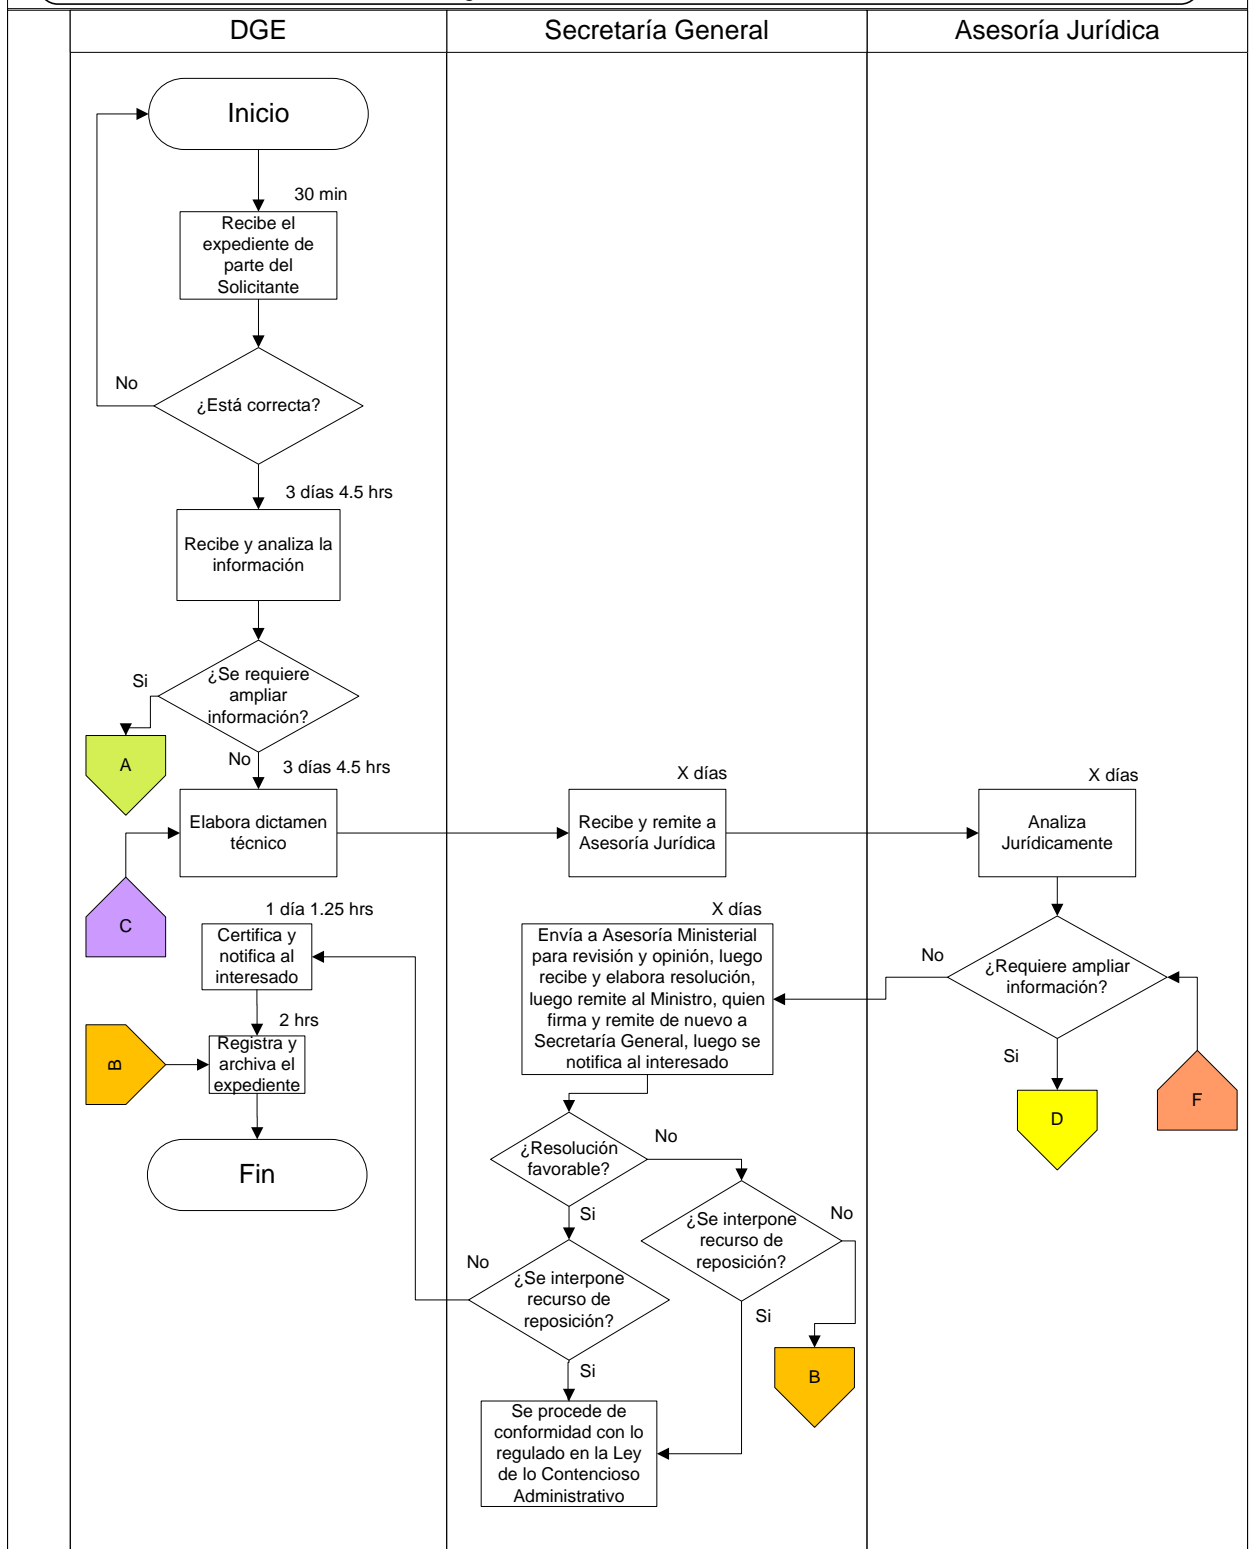 DGE
Secretaría General
Asesoría Jurídica
Inicio
30 min
Recibe el
expediente de
parte del
Solicitante
No
¿Está correcta?
3 días 4.5 hrs
Recibe y analiza la
información
Si
¿Se requiere
ampliar
información?
A
No
3 días 4.5 hrs
Elabora dictamen
técnico
X días
Recibe y remite a
Asesoría Jurídica
X días
Analiza
Jurídicamente
C
1 día 1.25 hrs
Certifica y
notifica al
interesado
X días
Envía a Asesoría Ministerial
para revisión y opinión, luego
recibe y elabora resolución,
luego remite al Ministro, quien
firma y remite de nuevo a
Secretaría General, luego se
notifica al interesado
No
¿Requiere ampliar
información?
Si
D
F
B
2 hrs
Registra y
archiva el
expediente
Fin
¿Resolución
favorable?
No
Si
¿Se interpone
recurso de
reposición?
No
Si
B
No
¿Se interpone
recurso de
reposición?
Si
Se procede de
conformidad con lo
regulado en la Ley
de lo Contencioso
Administrativo